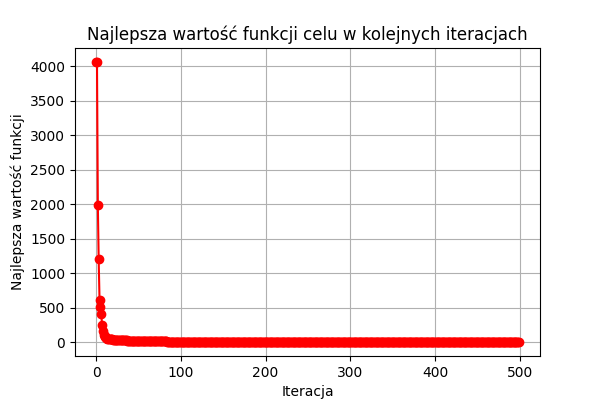 Najlepsza wartość funkcji celu w kolejnych iteracjach
Najlepsza wartość funkcji
4000
3500
3000
2500
2000
1500
1000
500
0
0 100 200 300 400 500
Iteracja